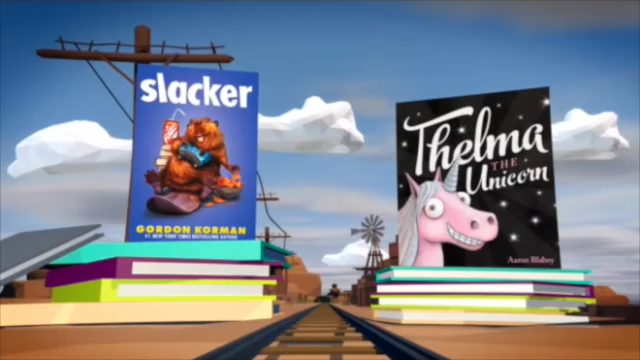 slacker
GORDON KORMAN
#1 NEW YORK TIMES BESTSELLING AUTHOR
Thelma
THE
Unicorn
Aaron Blabey